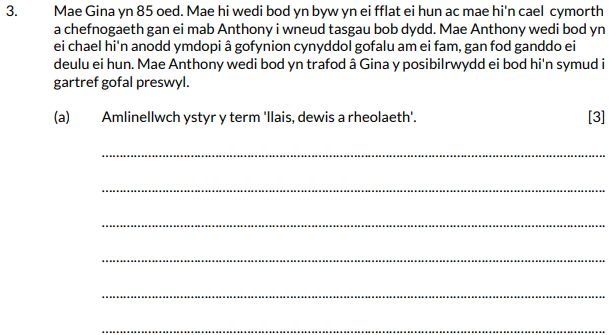 3. Mae Gina yn 85 oed. Mae hi wedi bod yn byw yn ei fflat ei hun ac mae hi'n cael cymorth
a chefnogaeth gan ei mab Anthony i wneud tasgau bob dydd. Mae Anthony wedi bod yn
ei chael hi'n anodd ymdopi â gofynion cynyddol gofalu am ei fam, gan fod ganddo ei
deulu ei hun. Mae Anthony wedi bod yn trafod â Gina y posibilrwydd ei bod hi'n symud i
gartref gofal preswyl.
(a) Amlinellwch ystyr y term 'llais, dewis a rheolaeth'. [3]